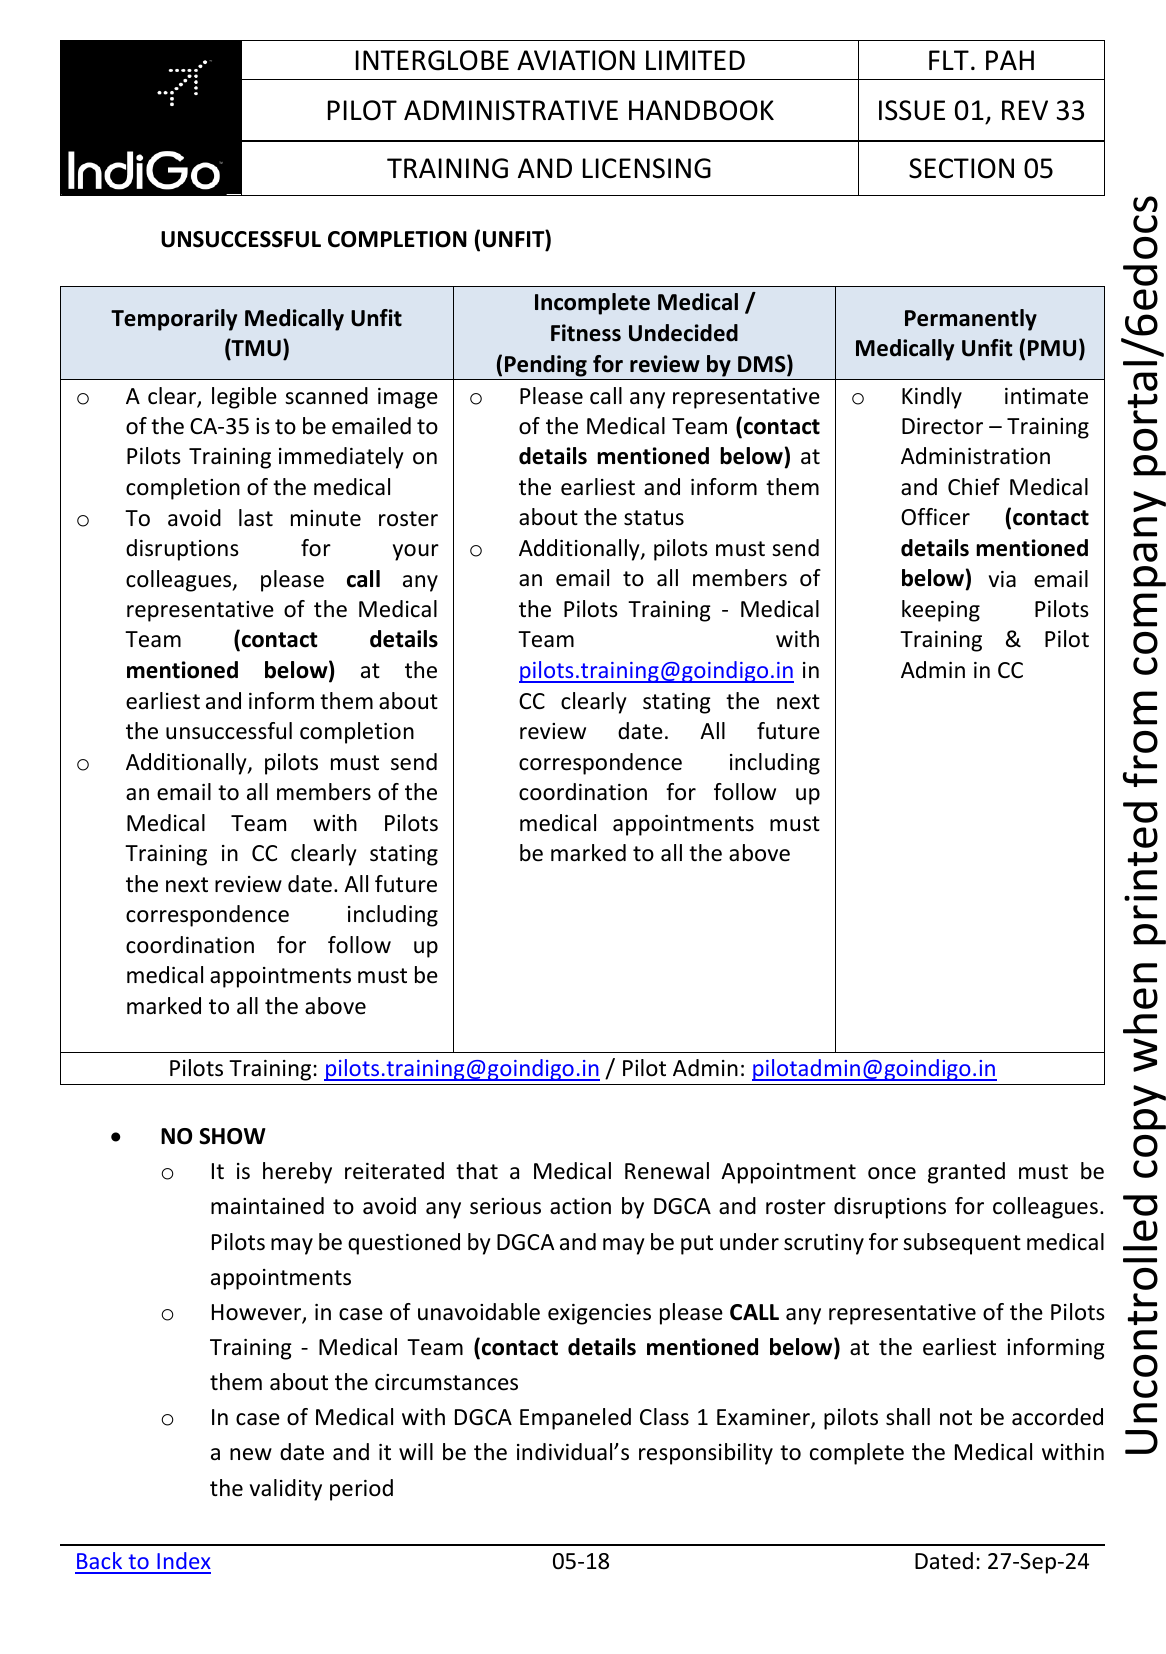 INTERGLOBE AVIATION LIMITED
FLT. PAH
PILOT ADMINISTRATIVE HANDBOOK
ISSUE 01, REV 33
IndiGo
TRAINING AND LICENSING
SECTION 05
UNSUCCESSFUL COMPLETION (UNFIT)
Temporarily Medically Unfit
(TMU)
Incomplete Medical /
Fitness Undecided
(Pending for review by DMS)
Permanently
Medically Unfit (PMU)
o A clear, legible scanned image
of the CA-35 is to be emailed to
Pilots Training immediately on
completion of the medical
o To avoid last minute roster
disruptions for your
colleagues, please call any
representative of the Medical
Team (contact details
mentioned below) at the
earliest and inform them about
the unsuccessful completion
o Additionally, pilots must send
an email to all members of the
Medical Team with Pilots
Training in CC clearly stating
the next review date. All future
correspondence including
coordination for follow up
medical appointments must be
marked to all the above
o Please call any representative
of the Medical Team (contact
details mentioned below) at
the earliest and inform them
about the status
o Additionally, pilots must send
an email to all members of
the Pilots Training - Medical
Team with
pilots.training@goindigo.in in
CC clearly stating the next
review date. All future
correspondence including
coordination for follow up
medical appointments must
be marked to all the above
o Kindly intimate
Director – Training
Administration
and Chief Medical
Officer (contact
details mentioned
below) via email
keeping Pilots
Training & Pilot
Admin in CC
Pilots Training: pilots.training@goindigo.in / Pilot Admin: pilotadmin@goindigo.in
• NO SHOW
o It is hereby reiterated that a Medical Renewal Appointment once granted must be
maintained to avoid any serious action by DGCA and roster disruptions for colleagues.
Pilots may be questioned by DGCA and may be put under scrutiny for subsequent medical
appointments
o However, in case of unavoidable exigencies please CALL any representative of the Pilots
Training - Medical Team (contact details mentioned below) at the earliest informing
them about the circumstances
o In case of Medical with DGCA Empaneled Class 1 Examiner, pilots shall not be accorded
a new date and it will be the individual’s responsibility to complete the Medical within
the validity period
Back to Index
05-18
Dated: 27-Sep-24
Uncontrolled copy when printed from company portal/6edocs